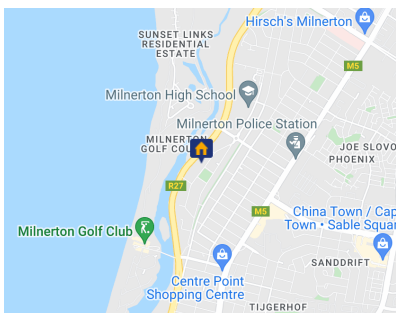 Hirsch's Milnerton
SUNSET LINKS
RESIDENTIAL
ESTATE
M5
Milnerton High School
Milnerton Police Station
MILNERTON
GOLF COU
JOE SLOVO
PHOENIX
R27
M5
China Town / Cap
Town • Sable Squar
Milnerton Golf Club
SANDDRIFT
Centre Point
Shopping Centre
TIJGERHOF